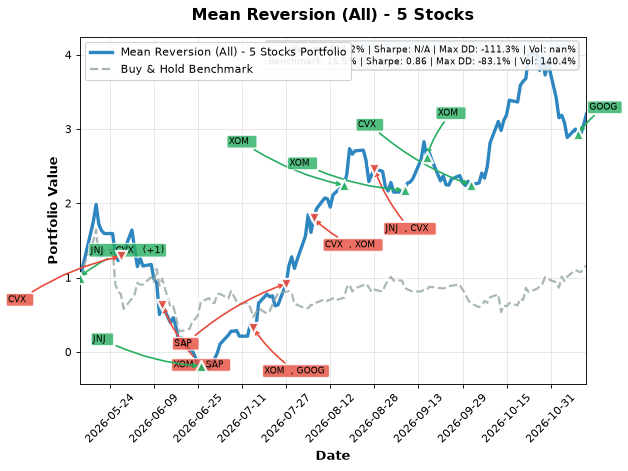 Mean Reversion (All) - 5 Stocks
Mean Reversion (All) - 5 Stocks Portfolio
Buy & Hold Benchmark
2% | Sharpe: N/A | Max DD: -111.3% | Vol: nan%
| Sharpe: 0.86 | Max DD: -83.1% | Vol: 140.4%
Portfolio Value
4
3
2
1
0
GOOG
XOM
CVX
XOM
XOM
JNJ , CVX
CVX , XOM
JNJ , CVX (+1)
CVX
SAP
JNJ
XOM , SAP
XOM , GOOG
2026-05-24
2026-06-09
2026-06-25
2026-07-11
2026-07-27
2026-08-12
2026-08-28
2026-09-13
2026-09-29
2026-10-15
2026-10-31
Date